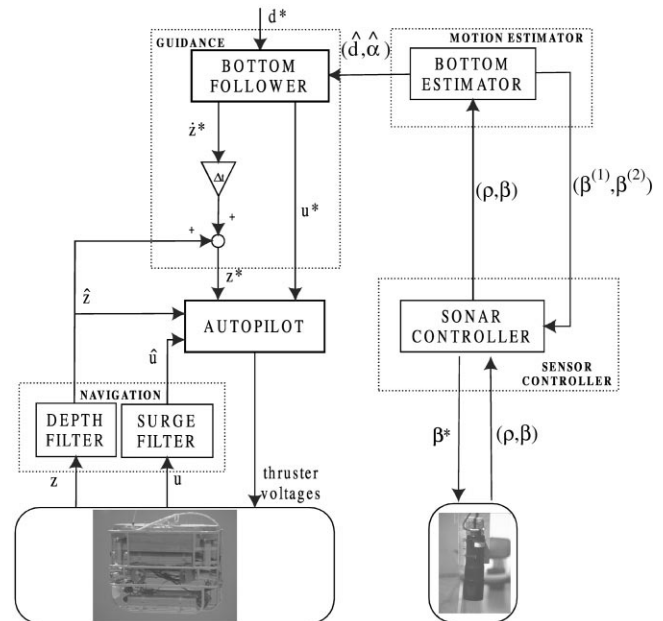 d*
GUIDANCE
BOTTOM
FOLLOWER
(d̂,α̂)
MOTION ESTIMATOR
BOTTOM
ESTIMATOR
ż*
Δt
+
+
u*
z*
(ρ,β)
(β⁽¹⁾,β⁽²⁾)
ẑ
AUTOPILOT
û
SONAR
CONTROLLER
SENSOR
CONTROLLER
NAVIGATION
DEPTH
FILTER
SURGE
FILTER
z
u
thruster
voltages
β*
(ρ,β)